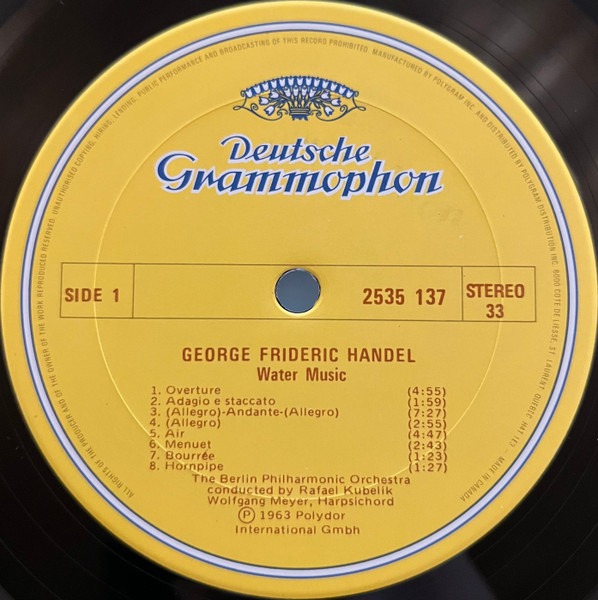 ALL RIGHTS OF THE PRODUCER AND OF THE OWNER OF THE WORK REPRODUCED RESERVED. UNAUTHORISED COPYING, HIRING, LENDING, PUBLIC PERFORMANCE AND BROADCASTING OF THIS RECORD PROHIBITED. MANUFACTURED BY POLYGRAM INC. AND DISTRIBUTED BY POLYGRAM DISTRIBUTION INC. 6000 COTE DE LIESSE, ST. LAURENT, QUEBEC H4T 1E3 - MADE IN CANADA
Deutsche
Grammophon
SIDE 1
2535 137
STEREO
33
GEORGE FRIDERIC HANDEL
Water Music
1. Overture (4:55)
2. Adagio e staccato (1:59)
3. (Allegro)-Andante-(Allegro) (7:27)
4. (Allegro) (2:55)
5. Air (4:47)
6. Menuet (2:43)
7. Bourrée (1:23)
8. Hornpipe (1:27)
The Berlin Philharmonic Orchestra
conducted by Rafael Kubelik
Wolfgang Meyer, Harpsichord
Ⓟ 1963 Polydor
International Gmbh